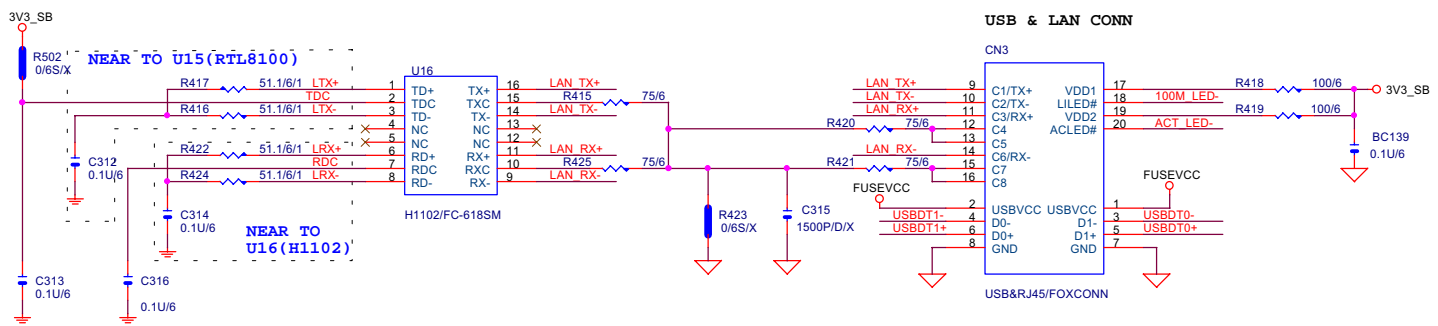 USB & LAN CONN
3V3_SB
R502
0/6S/X
NEAR TO U15(RTL8100)
R417 51.1/6/1 LTX+
TDC
R416 51.1/6/1 LTX-
C312
0.1U/6
R422 51.1/6/1 LRX+
RDC
R424 51.1/6/1 LRX-
C314
0.1U/6
NEAR TO
U16(H1102)
C313
0.1U/6
C316
0.1U/6
U16
1 TD+ TX+ 16 LAN_TX+
2 TDC TXC 15 R415 75/6
3 TD- TX- 14 LAN_TX-
4 NC NC 13
5 NC NC 12
6 RD+ RX+ 11 LAN_RX+
7 RDC RXC 10 R425 75/6
8 RD- RX- 9 LAN_RX-
H1102/FC-618SM
R423
0/6S/X
C315
1500P/D/X
CN3
LAN_TX+ 9 C1/TX+
LAN_TX- 10 C2/TX-
LAN_RX+ 11 C3/RX+
R420 75/6 12 C4
13 C5
LAN_RX- 14 C6/RX-
R421 75/6 15 C7
16 C8
FUSEVCC
2 USBVCC
USBDT1- 4 D0-
USBDT1+ 6 D0+
8 GND
VDD1 17 R418 100/6
LILED# 18 100M_LED-
VDD2 19 R419 100/6
ACLED# 20 ACT_LED-
3V3_SB
BC139
0.1U/6
FUSEVCC
USBVCC 1
D1- 3 USBDT0-
D1+ 5 USBDT0+
GND 7
USB&RJ45/FOXCONN